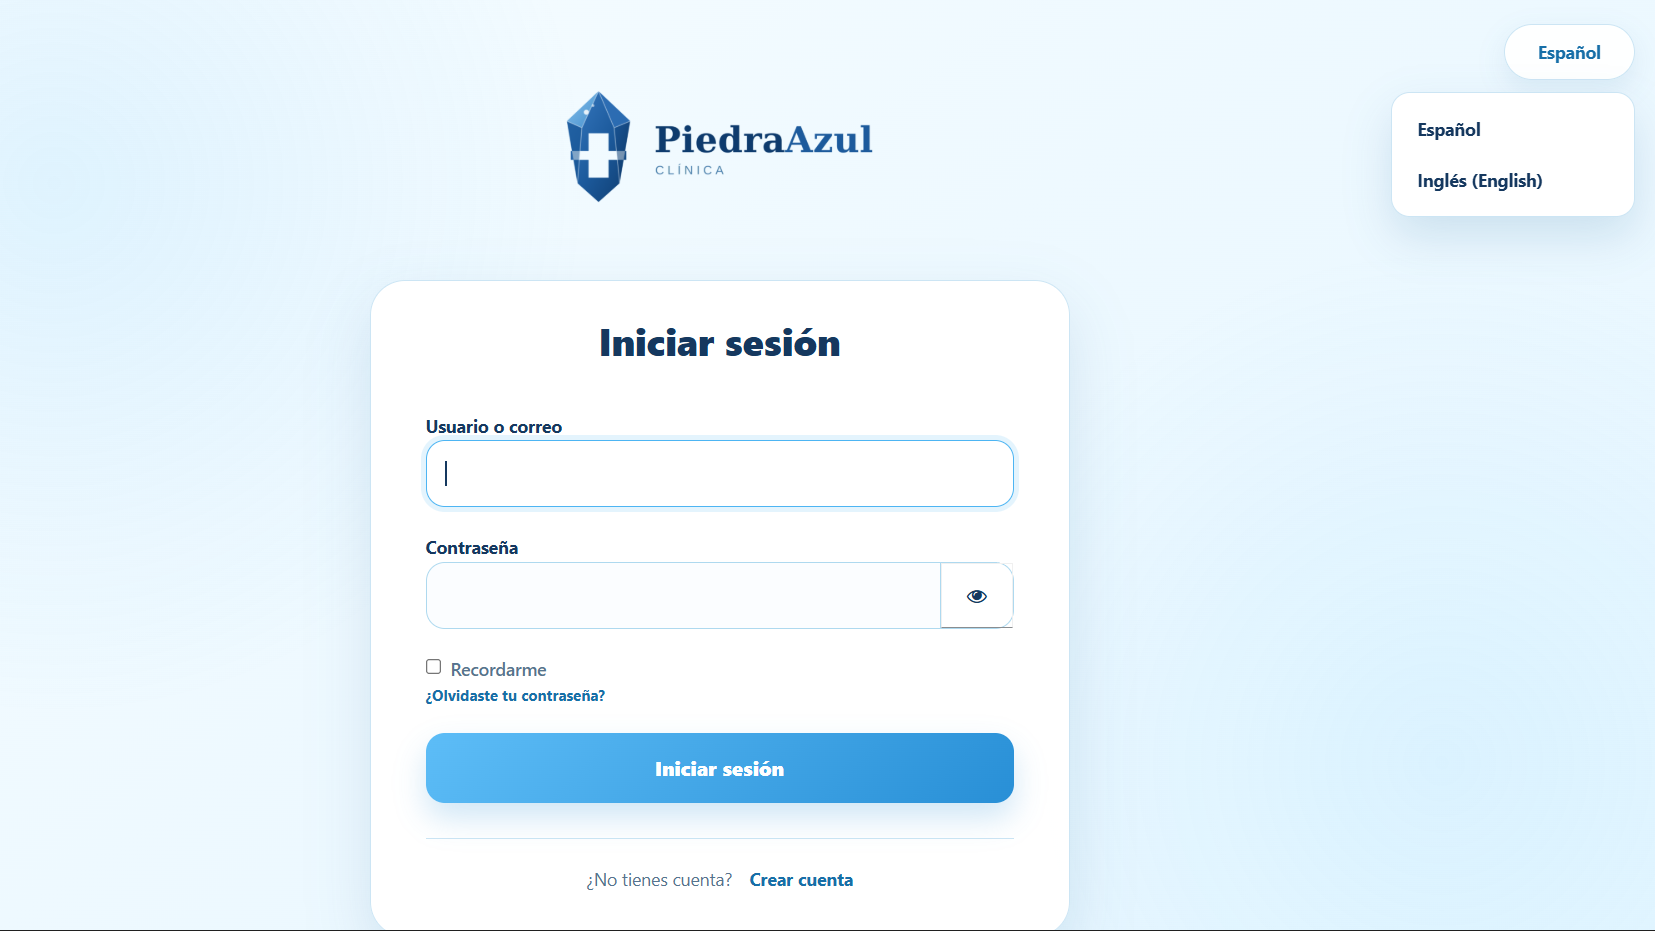 Español
Español
Inglés (English)
PiedraAzul
CLÍNICA
Iniciar sesión
Usuario o correo
Contraseña
Recordarme
¿Olvidaste tu contraseña?
Iniciar sesión
¿No tienes cuenta? Crear cuenta